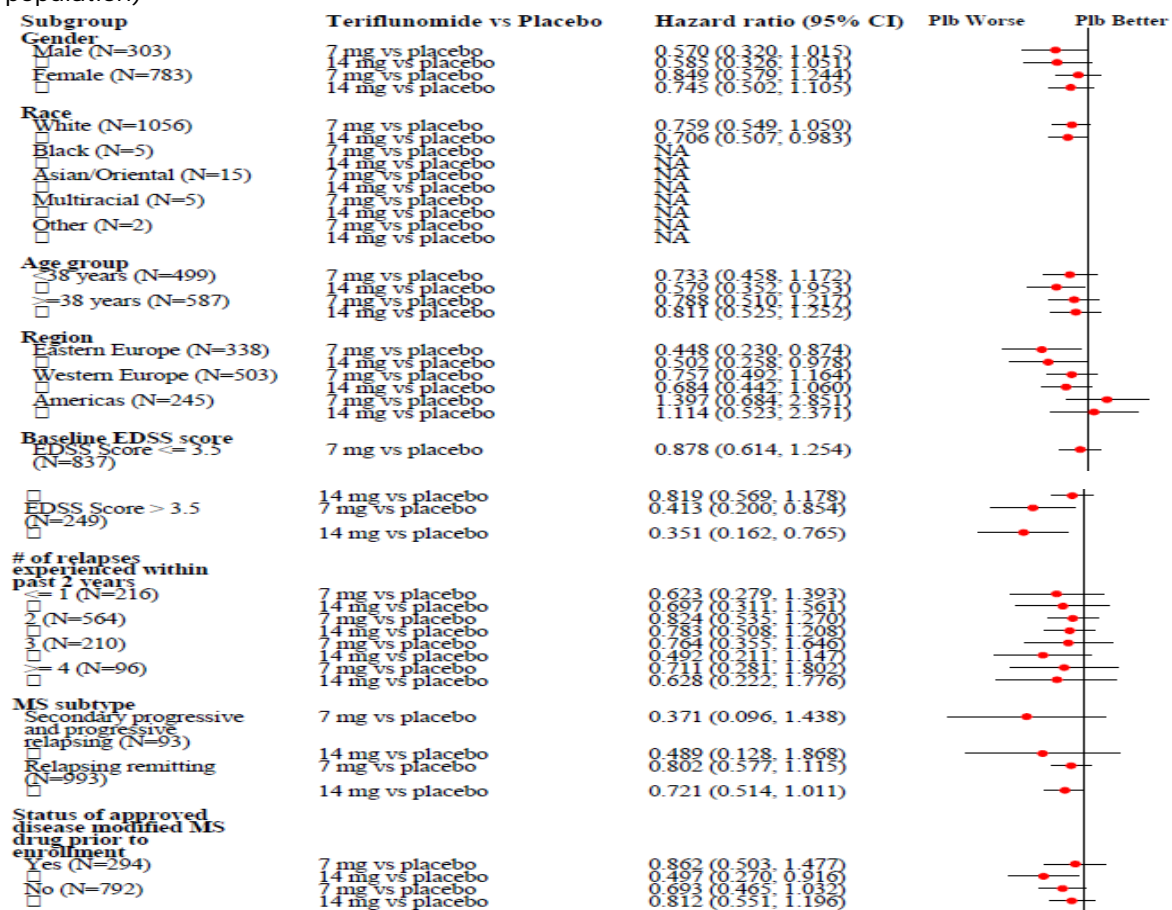 population)
Subgroup Teriflunomide vs Placebo Hazard ratio (95% CI) Plb Worse Plb Better
Gender
Male (N=303) 7 mg vs placebo 0.570 (0.320, 1.015)
□ 14 mg vs placebo 0.585 (0.326, 1.051)
Female (N=783) 7 mg vs placebo 0.849 (0.579, 1.244)
□ 14 mg vs placebo 0.745 (0.502, 1.105)
Race
White (N=1056) 7 mg vs placebo 0.759 (0.549, 1.050)
□ 14 mg vs placebo 0.706 (0.507, 0.983)
Black (N=5) 7 mg vs placebo NA
□ 14 mg vs placebo NA
Asian/Oriental (N=15) 7 mg vs placebo NA
□ 14 mg vs placebo NA
Multiracial (N=5) 7 mg vs placebo NA
□ 14 mg vs placebo NA
Other (N=2) 7 mg vs placebo NA
□ 14 mg vs placebo NA
Age group
<38 years (N=499) 7 mg vs placebo 0.733 (0.458, 1.172)
□ 14 mg vs placebo 0.579 (0.352, 0.953)
>=38 years (N=587) 7 mg vs placebo 0.788 (0.510, 1.217)
□ 14 mg vs placebo 0.811 (0.525, 1.252)
Region
Eastern Europe (N=338) 7 mg vs placebo 0.448 (0.230, 0.874)
□ 14 mg vs placebo 0.502 (0.258, 0.978)
Western Europe (N=503) 7 mg vs placebo 0.757 (0.492, 1.164)
□ 14 mg vs placebo 0.684 (0.442, 1.060)
Americas (N=245) 7 mg vs placebo 1.397 (0.684, 2.851)
□ 14 mg vs placebo 1.114 (0.523, 2.371)
Baseline EDSS score
EDSS Score <= 3.5 7 mg vs placebo 0.878 (0.614, 1.254)
(N=837)
□ 14 mg vs placebo 0.819 (0.569, 1.178)
EDSS Score > 3.5 7 mg vs placebo 0.413 (0.200, 0.854)
(N=249)
□ 14 mg vs placebo 0.351 (0.162, 0.765)
# of relapses
experienced within
past 2 years
<= 1 (N=216) 7 mg vs placebo 0.623 (0.279, 1.393)
□ 14 mg vs placebo 0.697 (0.311, 1.561)
2 (N=564) 7 mg vs placebo 0.824 (0.535, 1.270)
□ 14 mg vs placebo 0.783 (0.508, 1.208)
3 (N=210) 7 mg vs placebo 0.764 (0.355, 1.646)
□ 14 mg vs placebo 0.492 (0.211, 1.147)
>= 4 (N=96) 7 mg vs placebo 0.711 (0.281, 1.802)
□ 14 mg vs placebo 0.628 (0.222, 1.776)
MS subtype
Secondary progressive 7 mg vs placebo 0.371 (0.096, 1.438)
and progressive
relapsing (N=93)
□ 14 mg vs placebo 0.489 (0.128, 1.868)
Relapsing remitting 7 mg vs placebo 0.802 (0.577, 1.115)
(N=993)
□ 14 mg vs placebo 0.721 (0.514, 1.011)
Status of approved
disease modified MS
drug prior to
enrollment
Yes (N=294) 7 mg vs placebo 0.862 (0.503, 1.477)
□ 14 mg vs placebo 0.497 (0.270, 0.916)
No (N=792) 7 mg vs placebo 0.693 (0.465, 1.032)
□ 14 mg vs placebo 0.812 (0.551, 1.196)